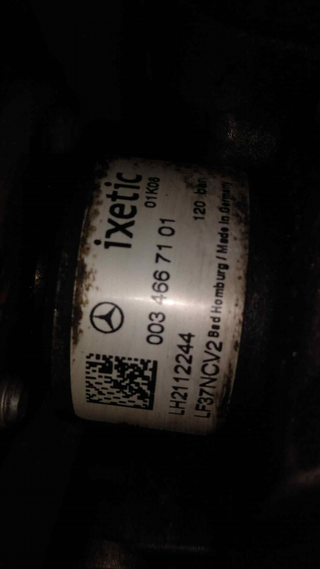 ixetic
01K08
120 bar
003 466 71 01
LH2112244
LF37NCV2 Bad Homburg / Made in Germany